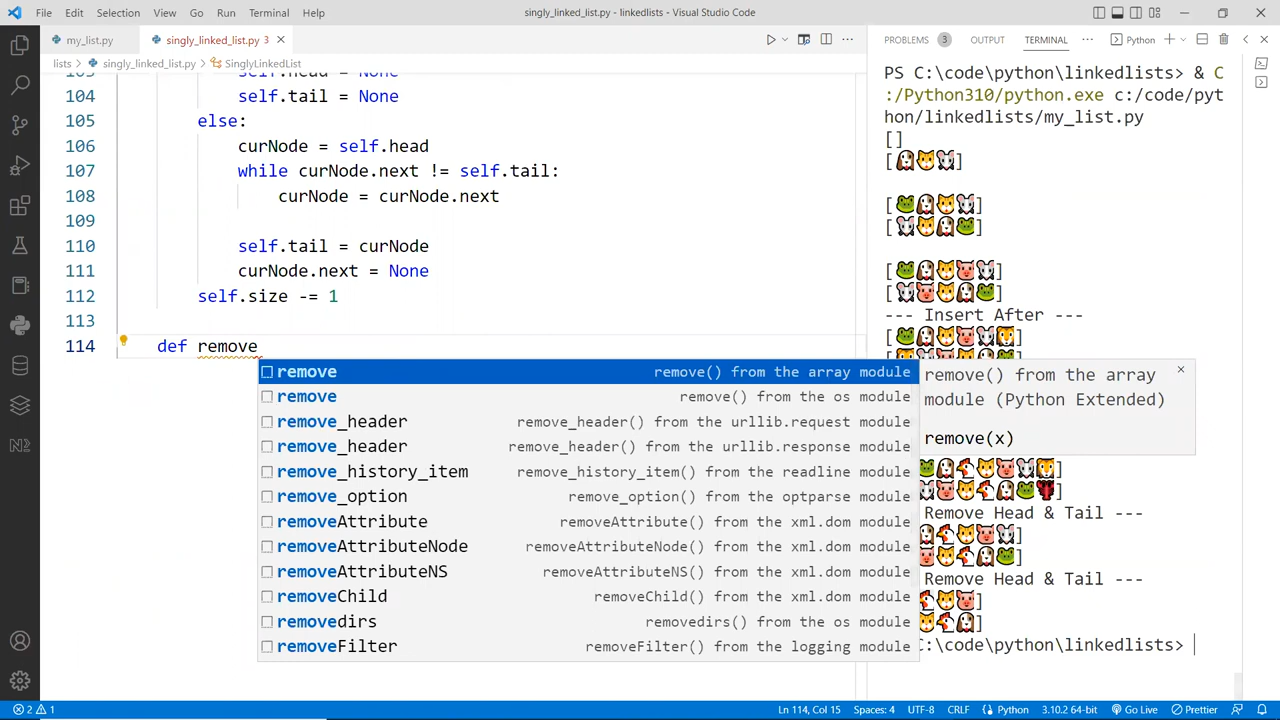 File Edit Selection View Go Run Terminal Help
singly_linked_list.py - linkedlists - Visual Studio Code
my_list.py
singly_linked_list.py 3
lists > singly_linked_list.py > SinglyLinkedList
self.head = None
104 self.tail = None
105 else:
106 curNode = self.head
107 while curNode.next != self.tail:
108 curNode = curNode.next
109
110 self.tail = curNode
111 curNode.next = None
112 self.size -= 1
113
114 def remove
remove remove() from the array module
remove remove() from the os module
remove_header remove_header() from the urllib.request module
remove_header remove_header() from the urllib.response module
remove_history_item remove_history_item() from the readline module
remove_option remove_option() from the optparse module
removeAttribute removeAttribute() from the xml.dom module
removeAttributeNode removeAttributeNode() from the xml.dom module
removeAttributeNS removeAttributeNS() from the xml.dom module
removeChild removeChild() from the xml.dom module
removedirs removedirs() from the os module
removeFilter removeFilter() from the logging module
remove() from the array
module (Python Extended)
remove(x)
PROBLEMS 3 OUTPUT TERMINAL ... Python
PS C:\code\python\linkedlists> & C
:/Python310/python.exe c:/code/pyt
hon/linkedlists/my_list.py
[]
[🐶🐱🐭]
[🐸🐶🐱🐭]
[🐭🐱🐶🐸]
[🐸🐶🐱🐷🐭]
[🐭🐷🐱🐶🐸]
--- Insert After ---
[🐸🐶🐱🐷🐭🐯]
🐸🐶🐔🐱🐷🐭🐯]
🐭🐷🐱🐔🐶🐸🦞]
Remove Head & Tail ---
🐶🐔🐱🐷🐭]
🐷🐱🐔🐶🐸]
Remove Head & Tail ---
🐔🐱🐷]
🐱🐔🐶]
:\code\python\linkedlists>
2 1
Ln 114, Col 15 Spaces: 4 UTF-8 CRLF Python 3.10.2 64-bit Go Live Prettier